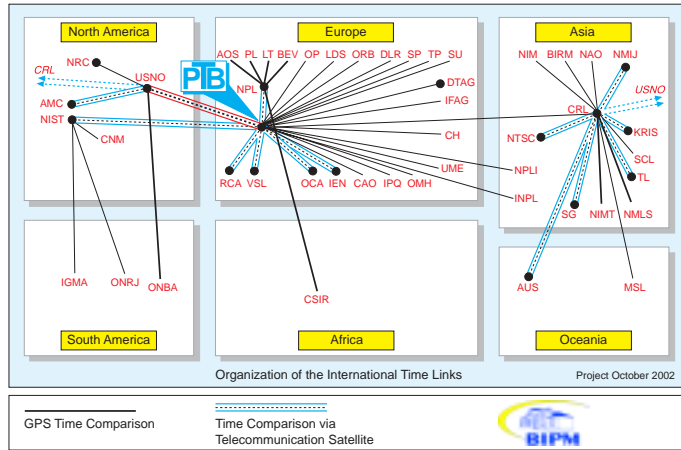 North America
Europe
Asia
AOS PL LT BEV OP LDS ORB DLR SP TP SU
NIM BIRM NAO NMIJ
NRC
CRL
USNO
PTB
NPL
DTAG
USNO
AMC
IFAG
NIST
CRL
CNM
CH
NTSC
KRIS
SCL
UME
NPLI
TL
RCA VSL OCA IEN CAO IPQ OMH
INPL
SG NIMT NMLS
IGMA ONRJ ONBA
CSIR
AUS
MSL
South America
Africa
Oceania
Organization of the International Time Links
Project October 2002
GPS Time Comparison
Time Comparison via
Telecommunication Satellite
BIPM